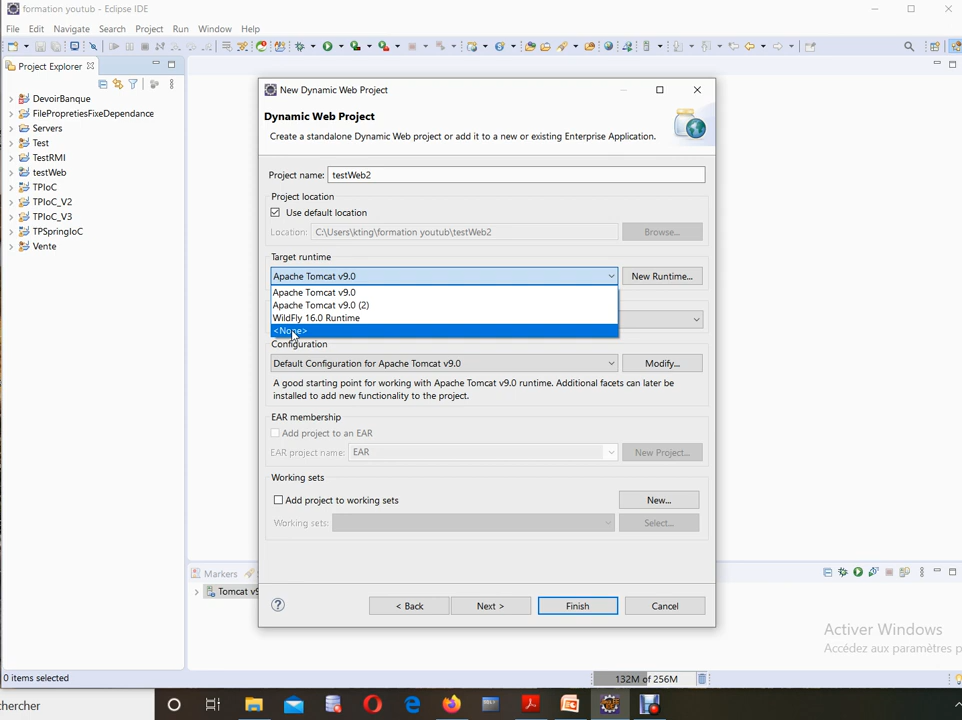 formation youtub - Eclipse IDE
File Edit Navigate Search Project Run Window Help
Project Explorer
DevoirBanque
FilePropretiesFixeDependance
Servers
Test
TestRMI
testWeb
TPIoC
TPIoC_V2
TPIoC_V3
TPSpringIoC
Vente
New Dynamic Web Project
Dynamic Web Project
Create a standalone Dynamic Web project or add it to a new or existing Enterprise Application.
Project name: testWeb2
Project location
Use default location
Location: C:\Users\kting\formation youtub\testWeb2 Browse...
Target runtime
Apache Tomcat v9.0 New Runtime...
Apache Tomcat v9.0
Apache Tomcat v9.0 (2)
WildFly 16.0 Runtime
<None>
Configuration
Default Configuration for Apache Tomcat v9.0 Modify...
A good starting point for working with Apache Tomcat v9.0 runtime. Additional facets can later be
installed to add new functionality to the project.
EAR membership
Add project to an EAR
EAR project name: EAR New Project...
Working sets
Add project to working sets New...
Working sets: Select...
Markers
Tomcat v9
? < Back Next > Finish Cancel
Activer Windows
Accédez aux paramètres p
0 items selected
132M of 256M
chercher